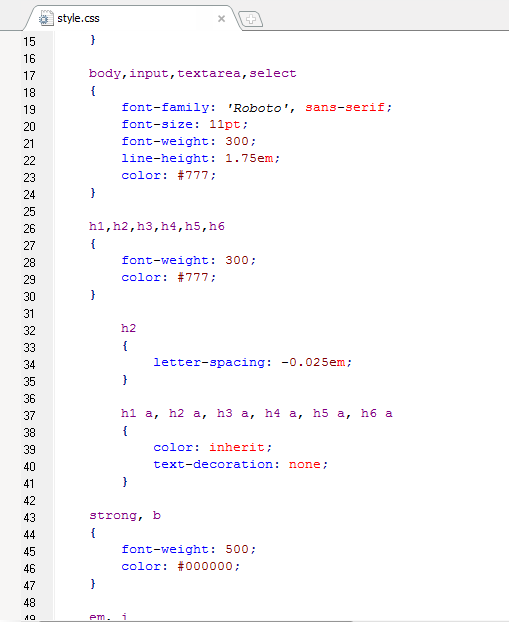 style.css
15 }
16
17 body,input,textarea,select
18 {
19 font-family: 'Roboto', sans-serif;
20 font-size: 11pt;
21 font-weight: 300;
22 line-height: 1.75em;
23 color: #777;
24 }
25
26 h1,h2,h3,h4,h5,h6
27 {
28 font-weight: 300;
29 color: #777;
30 }
31
32 h2
33 {
34 letter-spacing: -0.025em;
35 }
36
37 h1 a, h2 a, h3 a, h4 a, h5 a, h6 a
38 {
39 color: inherit;
40 text-decoration: none;
41 }
42
43 strong, b
44 {
45 font-weight: 500;
46 color: #000000;
47 }
48
49 em, i